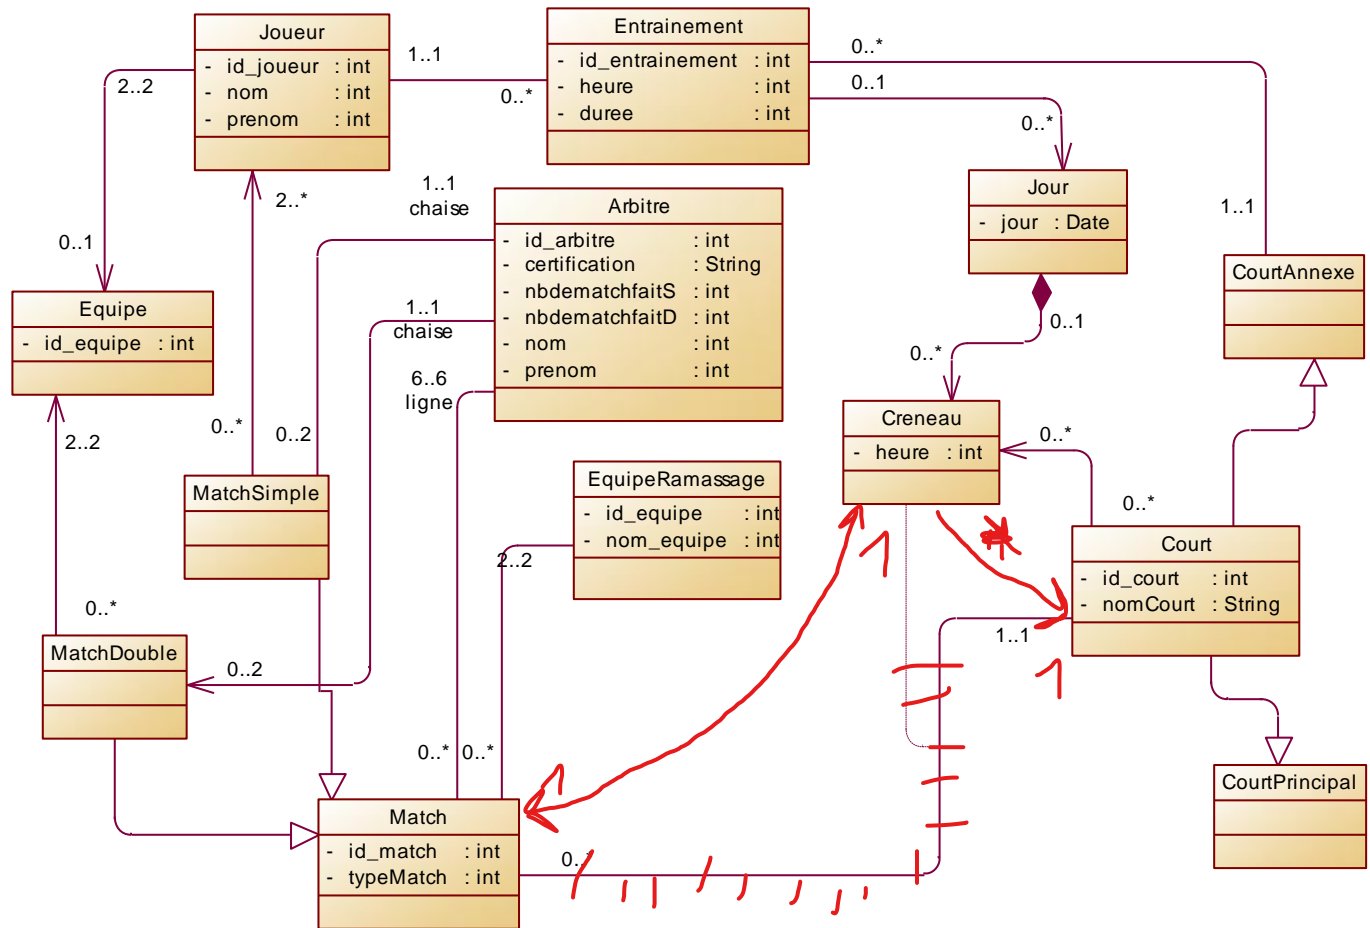 Joueur
- id_joueur : int
- nom : int
- prenom : int
Entrainement
- id_entrainement : int
- heure : int
- duree : int
1..1
0..*
0..*
0..1
0..*
2..2
0..1
2..*
0..*
Jour
- jour : Date
1..1
CourtAnnexe
Equipe
- id_equipe : int
1..1
chaise
1..1
chaise
6..6
ligne
Arbitre
- id_arbitre : int
- certification : String
- nbdematchfaitS : int
- nbdematchfaitD : int
- nom : int
- prenom : int
0..1
0..*
Creneau
- heure : int
0..*
0..*
2..2
0..2
MatchSimple
EquipeRamassage
- id_equipe : int
- nom_equipe : int
2..2
1
*
Court
- id_court : int
- nomCourt : String
1..1
1
0..*
MatchDouble
0..2
0..*
0..*
CourtPrincipal
1
Match
- id_match : int
- typeMatch : int
0..*